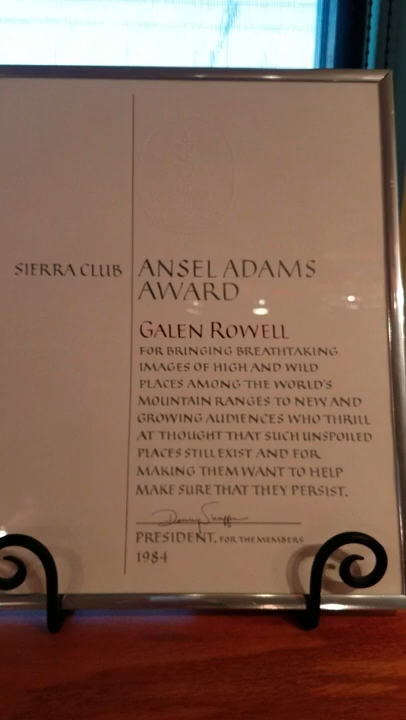 SIERRA CLUB
ANSEL ADAMS
AWARD
GALEN ROWELL
FOR BRINGING BREATHTAKING
IMAGES OF HIGH AND WILD
PLACES AMONG THE WORLD'S
MOUNTAIN RANGES TO NEW AND
GROWING AUDIENCES WHO THRILL
AT THOUGHT THAT SUCH UNSPOILED
PLACES STILL EXIST AND FOR
MAKING THEM WANT TO HELP
MAKE SURE THAT THEY PERSIST.
PRESIDENT, FOR THE MEMBERS
1984